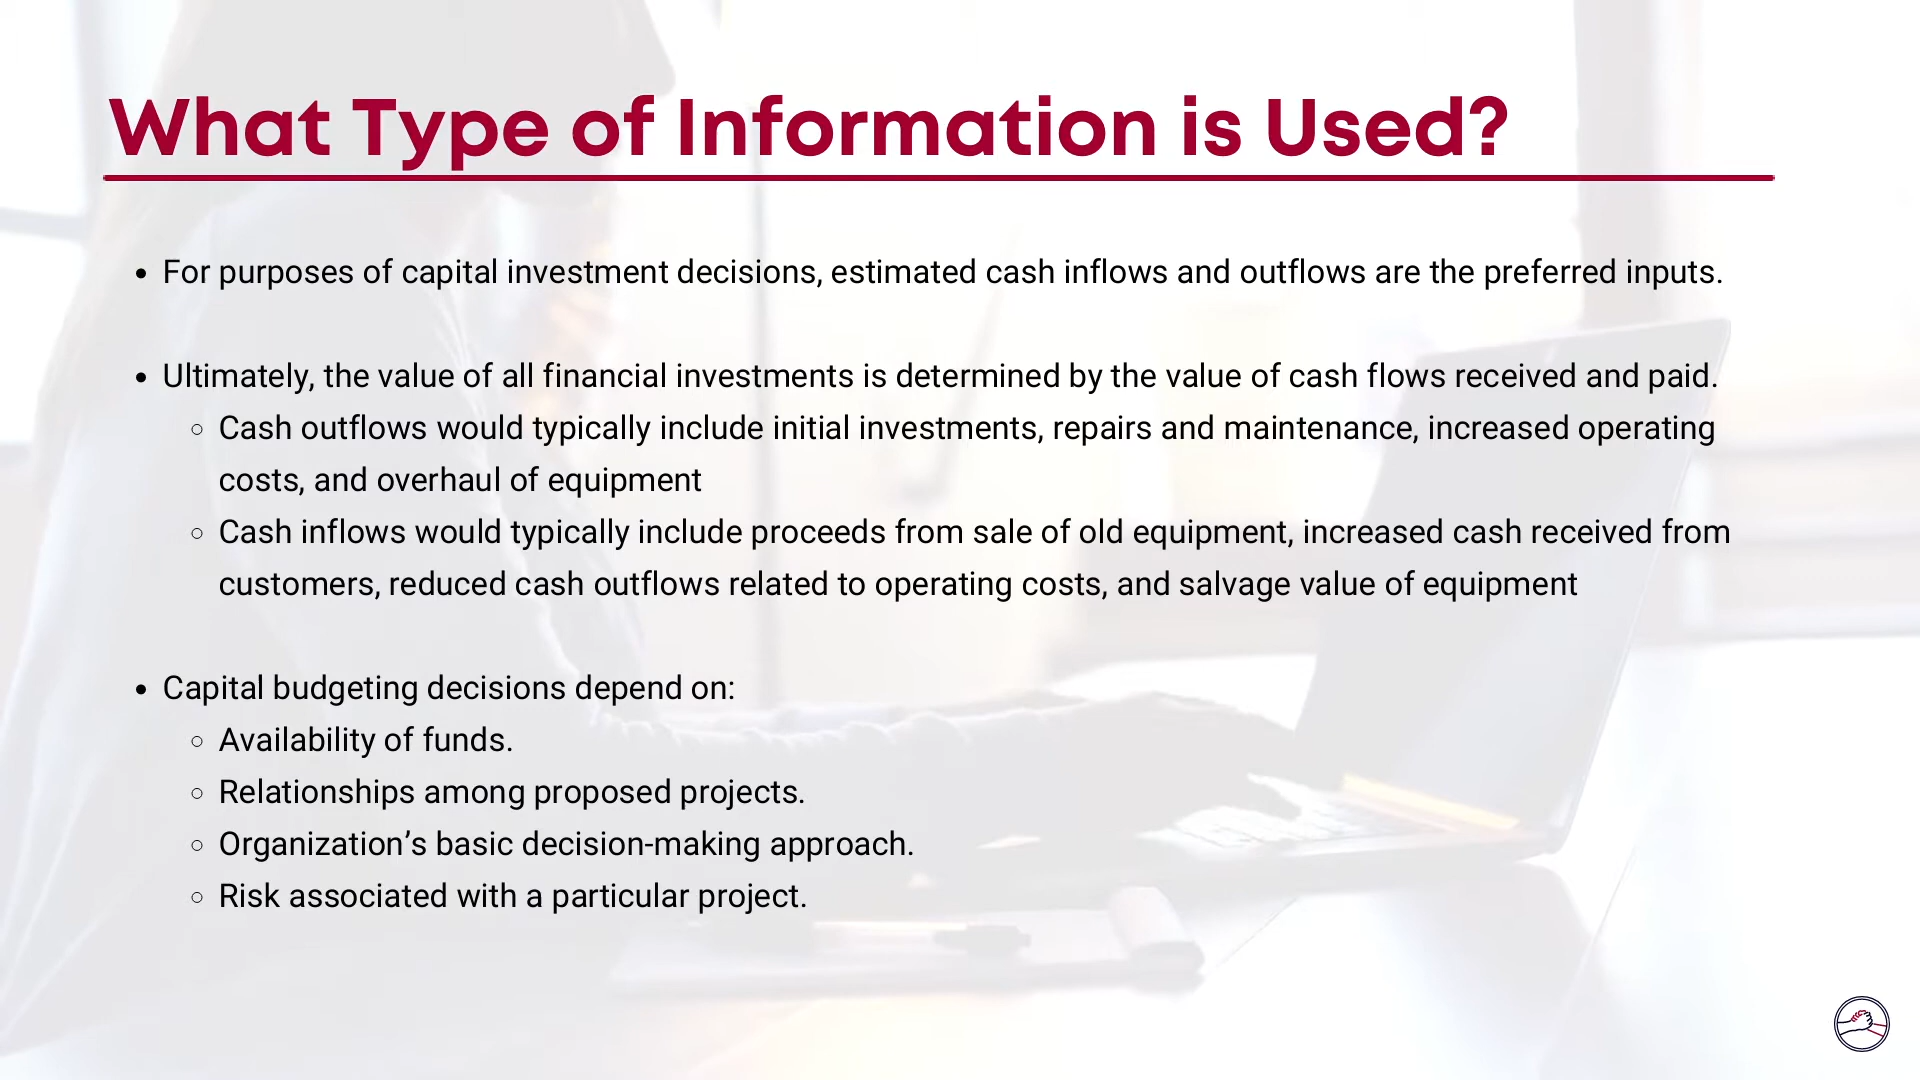 What Type of Information is Used?
• For purposes of capital investment decisions, estimated cash inflows and outflows are the preferred inputs.
• Ultimately, the value of all financial investments is determined by the value of cash flows received and paid.
○ Cash outflows would typically include initial investments, repairs and maintenance, increased operating
costs, and overhaul of equipment
○ Cash inflows would typically include proceeds from sale of old equipment, increased cash received from
customers, reduced cash outflows related to operating costs, and salvage value of equipment
• Capital budgeting decisions depend on:
○ Availability of funds.
○ Relationships among proposed projects.
○ Organization’s basic decision-making approach.
○ Risk associated with a particular project.